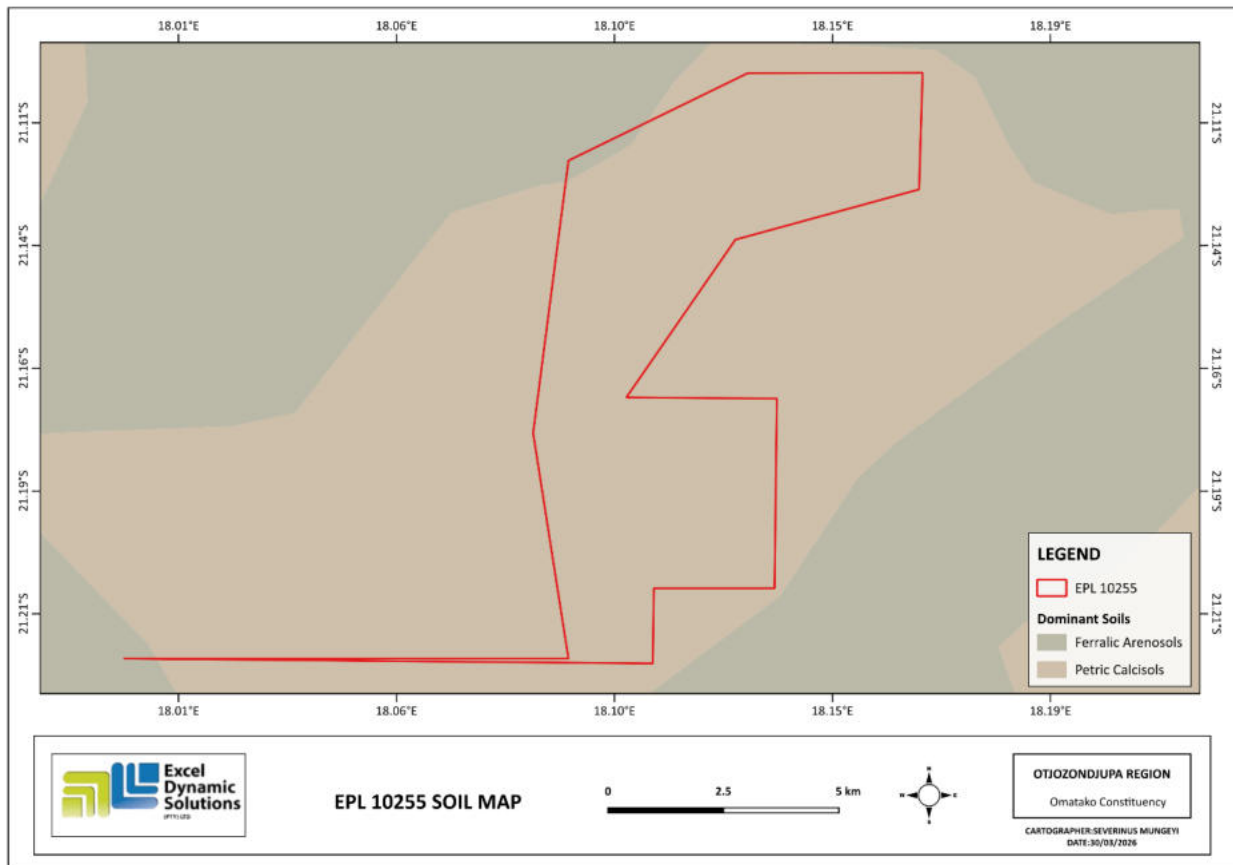 18.01°E 18.06°E 18.10°E 18.15°E 18.19°E
21.11°S 21.11°S
21.14°S 21.14°S
21.16°S 21.16°S
21.19°S 21.19°S
21.21°S 21.21°S
LEGEND
EPL 10255
Dominant Soils
Ferralic Arenosols
Petric Calcisols
18.01°E 18.06°E 18.10°E 18.15°E 18.19°E
Excel
Dynamic
Solutions
(PTY) LTD
EPL 10255 SOIL MAP
0 2.5 5 km
N
W E
S
OTJOZONDJUPA REGION
Omatako Constituency
CARTOGRAPHER:SEVERINUS MUNGEYI
DATE:30/03/2026